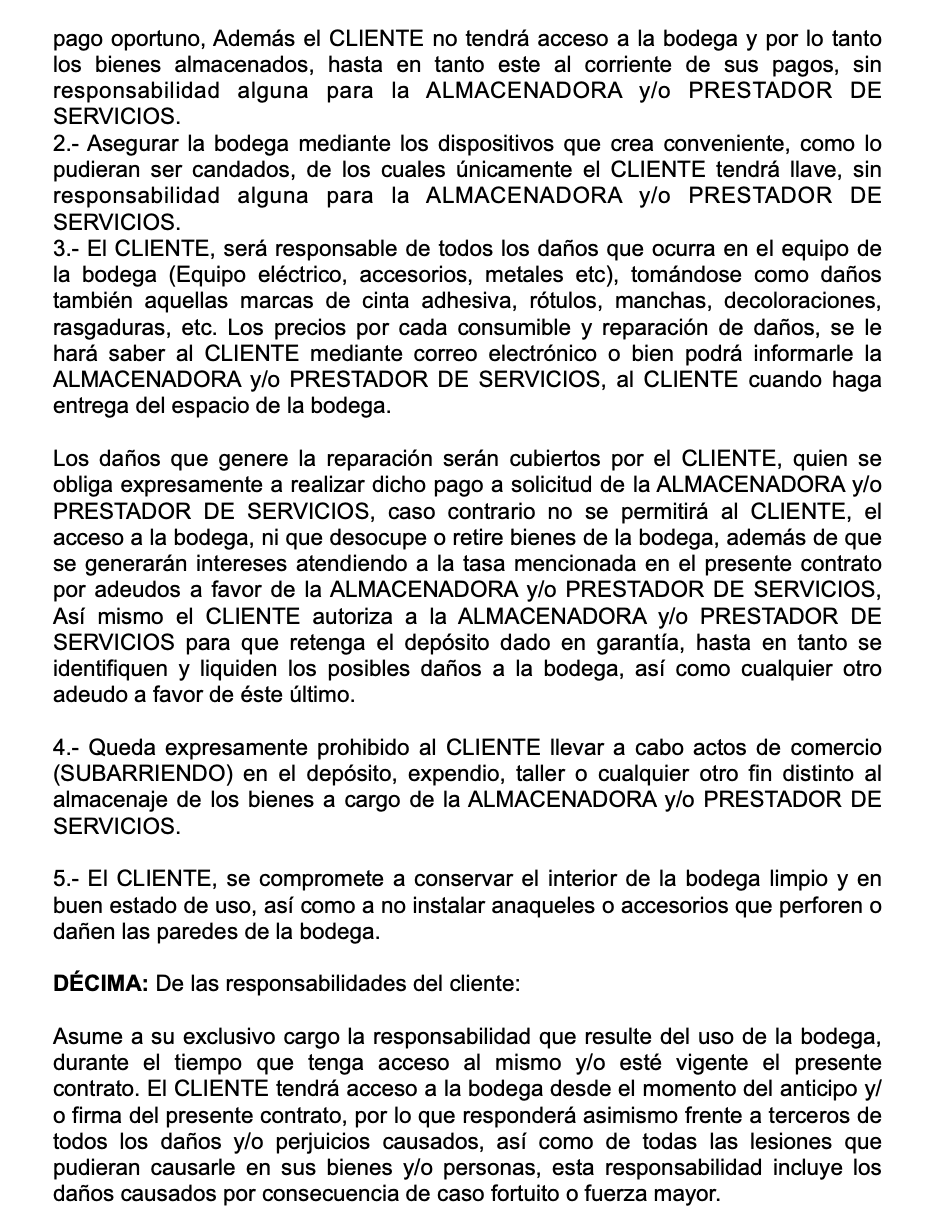 pago oportuno, Además el CLIENTE no tendrá acceso a la bodega y por lo tanto
los bienes almacenados, hasta en tanto este al corriente de sus pagos, sin
responsabilidad alguna para la ALMACENADORA y/o PRESTADOR DE
SERVICIOS.
2.- Asegurar la bodega mediante los dispositivos que crea conveniente, como lo
pudieran ser candados, de los cuales únicamente el CLIENTE tendrá llave, sin
responsabilidad alguna para la ALMACENADORA y/o PRESTADOR DE
SERVICIOS.
3.- El CLIENTE, será responsable de todos los daños que ocurra en el equipo de
la bodega (Equipo eléctrico, accesorios, metales etc), tomándose como daños
también aquellas marcas de cinta adhesiva, rótulos, manchas, decoloraciones,
rasgaduras, etc. Los precios por cada consumible y reparación de daños, se le
hará saber al CLIENTE mediante correo electrónico o bien podrá informarle la
ALMACENADORA y/o PRESTADOR DE SERVICIOS, al CLIENTE cuando haga
entrega del espacio de la bodega.
Los daños que genere la reparación serán cubiertos por el CLIENTE, quien se
obliga expresamente a realizar dicho pago a solicitud de la ALMACENADORA y/o
PRESTADOR DE SERVICIOS, caso contrario no se permitirá al CLIENTE, el
acceso a la bodega, ni que desocupe o retire bienes de la bodega, además de que
se generarán intereses atendiendo a la tasa mencionada en el presente contrato
por adeudos a favor de la ALMACENADORA y/o PRESTADOR DE SERVICIOS,
Así mismo el CLIENTE autoriza a la ALMACENADORA y/o PRESTADOR DE
SERVICIOS para que retenga el depósito dado en garantía, hasta en tanto se
identifiquen y liquiden los posibles daños a la bodega, así como cualquier otro
adeudo a favor de éste último.
4.- Queda expresamente prohibido al CLIENTE llevar a cabo actos de comercio
(SUBARRIENDO) en el depósito, expendio, taller o cualquier otro fin distinto al
almacenaje de los bienes a cargo de la ALMACENADORA y/o PRESTADOR DE
SERVICIOS.
5.- El CLIENTE, se compromete a conservar el interior de la bodega limpio y en
buen estado de uso, así como a no instalar anaqueles o accesorios que perforen o
dañen las paredes de la bodega.
DÉCIMA: De las responsabilidades del cliente:
Asume a su exclusivo cargo la responsabilidad que resulte del uso de la bodega,
durante el tiempo que tenga acceso al mismo y/o esté vigente el presente
contrato. El CLIENTE tendrá acceso a la bodega desde el momento del anticipo y/
o firma del presente contrato, por lo que responderá asimismo frente a terceros de
todos los daños y/o perjuicios causados, así como de todas las lesiones que
pudieran causarle en sus bienes y/o personas, esta responsabilidad incluye los
daños causados por consecuencia de caso fortuito o fuerza mayor.